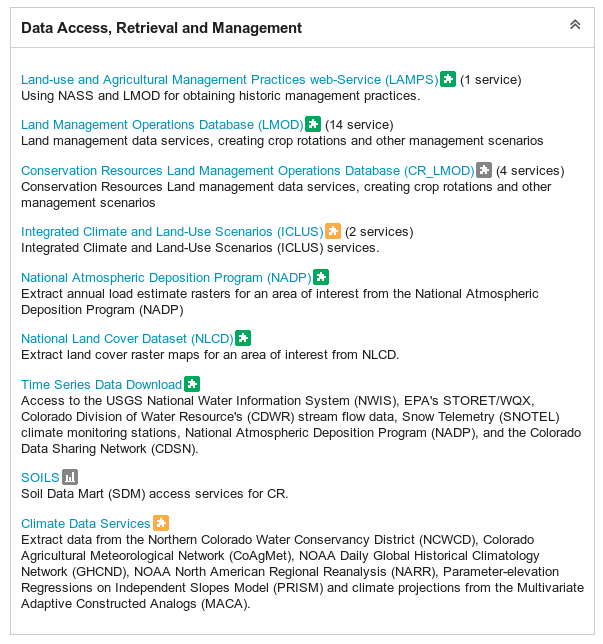 Data Access, Retrieval and Management
Land-use and Agricultural Management Practices web-Service (LAMPS) (1 service)
Using NASS and LMOD for obtaining historic management practices.
Land Management Operations Database (LMOD) (14 service)
Land management data services, creating crop rotations and other management scenarios
Conservation Resources Land Management Operations Database (CR_LMOD) (4 services)
Conservation Resources Land management data services, creating crop rotations and other
management scenarios
Integrated Climate and Land-Use Scenarios (ICLUS) (2 services)
Integrated Climate and Land-Use Scenarios (ICLUS) services.
National Atmospheric Deposition Program (NADP)
Extract annual load estimate rasters for an area of interest from the National Atmospheric
Deposition Program (NADP)
National Land Cover Dataset (NLCD)
Extract land cover raster maps for an area of interest from NLCD.
Time Series Data Download
Access to the USGS National Water Information System (NWIS), EPA's STORET/WQX,
Colorado Division of Water Resource's (CDWR) stream flow data, Snow Telemetry (SNOTEL)
climate monitoring stations, National Atmospheric Deposition Program (NADP), and the Colorado
Data Sharing Network (CDSN).
SOILS
Soil Data Mart (SDM) access services for CR.
Climate Data Services
Extract data from the Northern Colorado Water Conservancy District (NCWCD), Colorado
Agricultural Meteorological Network (CoAgMet), NOAA Daily Global Historical Climatology
Network (GHCND), NOAA North American Regional Reanalysis (NARR), Parameter-elevation
Regressions on Independent Slopes Model (PRISM) and climate projections from the Multivariate
Adaptive Constructed Analogs (MACA).